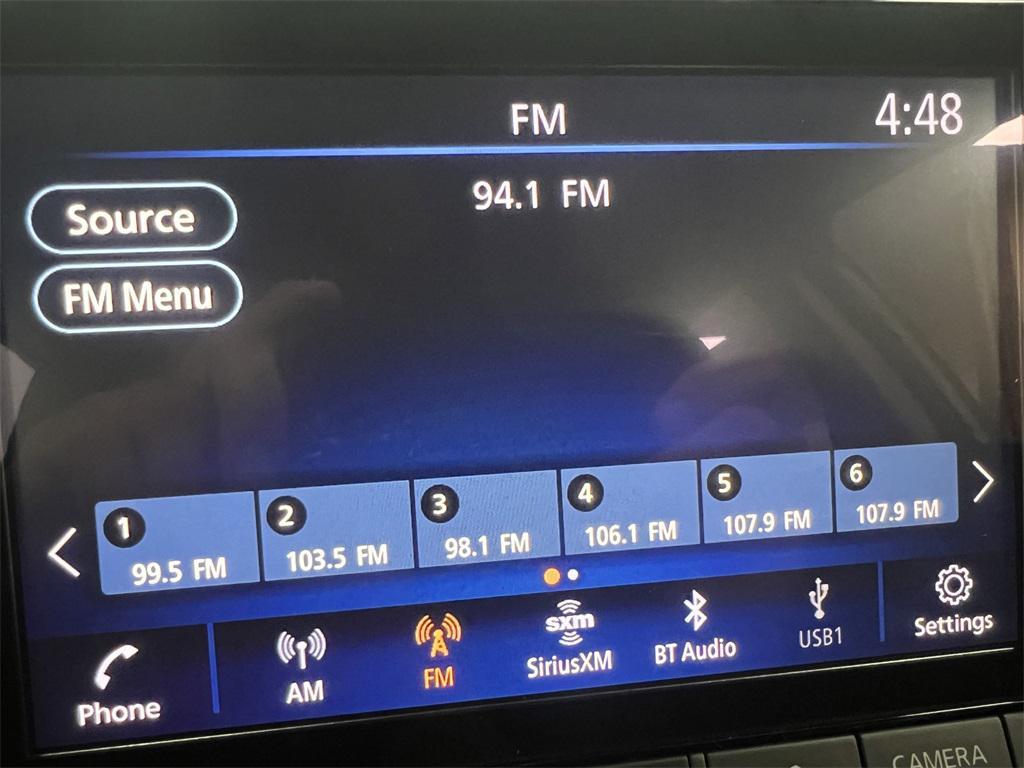 FM
4:48
Source
94.1 FM
FM Menu
1
99.5 FM
2
103.5 FM
3
98.1 FM
4
106.1 FM
5
107.9 FM
6
107.9 FM
Phone
AM
FM
sxm
SiriusXM
BT Audio
USB1
Settings
CAMERA